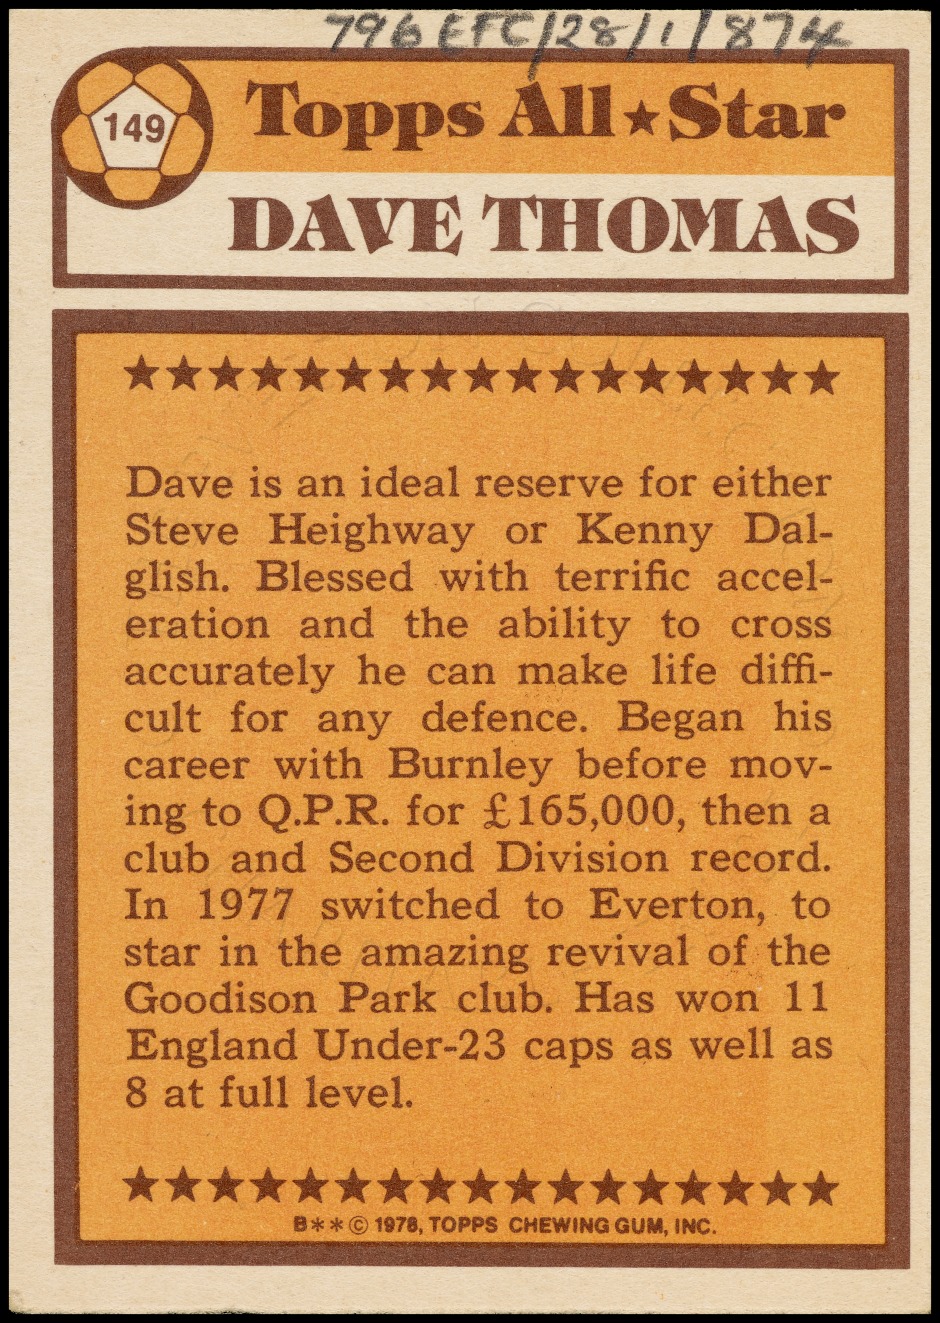 796 EFC/28/1/874
149
Topps All★Star
DAVE THOMAS
Dave is an ideal reserve for either
Steve Heighway or Kenny Dal-
glish. Blessed with terrific accel-
eration and the ability to cross
accurately he can make life diffi-
cult for any defence. Began his
career with Burnley before mov-
ing to Q.P.R. for £165,000, then a
club and Second Division record.
In 1977 switched to Everton, to
star in the amazing revival of the
Goodison Park club. Has won 11
England Under-23 caps as well as
8 at full level.
B**© 1978, TOPPS CHEWING GUM, INC.